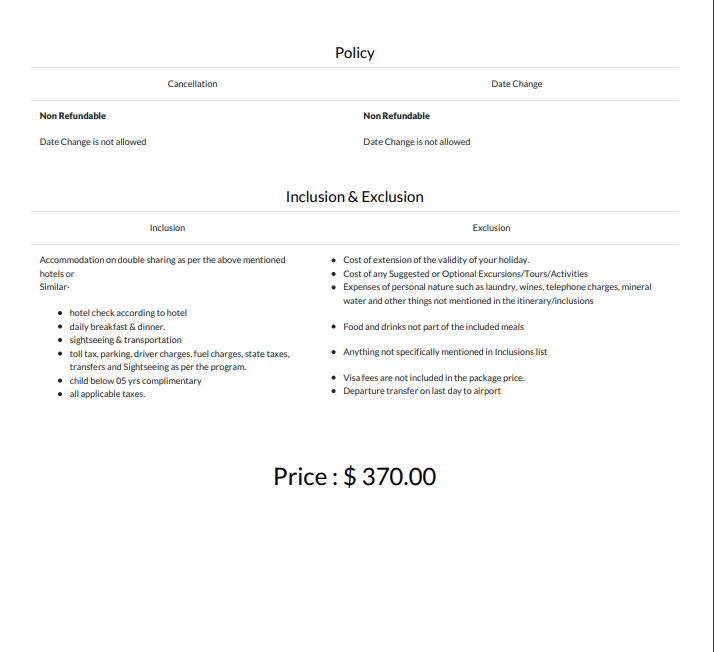 Policy
Cancellation
Date Change
Non Refundable
Non Refundable
Date Change is not allowed
Date Change is not allowed
Inclusion & Exclusion
Inclusion
Exclusion
Accommodation on double sharing as per the above mentioned
hotels or
Similar·
• hotel check according to hotel
• daily breakfast & dinner.
• sightseeing & transportation
• toll tax, parking, driver charges, fuel charges, state taxes,
transfers and Sightseeing as per the program.
• child below 05 yrs complimentary
• all applicable taxes.
• Cost of extension of the validity of your holiday.
• Cost of any Suggested or Optional Excursions/Tours/Activities
• Expenses of personal nature such as laundry, wines, telephone charges, mineral
water and other things not mentioned in the itinerary/inclusions
• Food and drinks not part of the included meals
• Anything not specifically mentioned in Inclusions list
• Visa fees are not included in the package price.
• Departure transfer on last day to airport
Price : $ 370.00